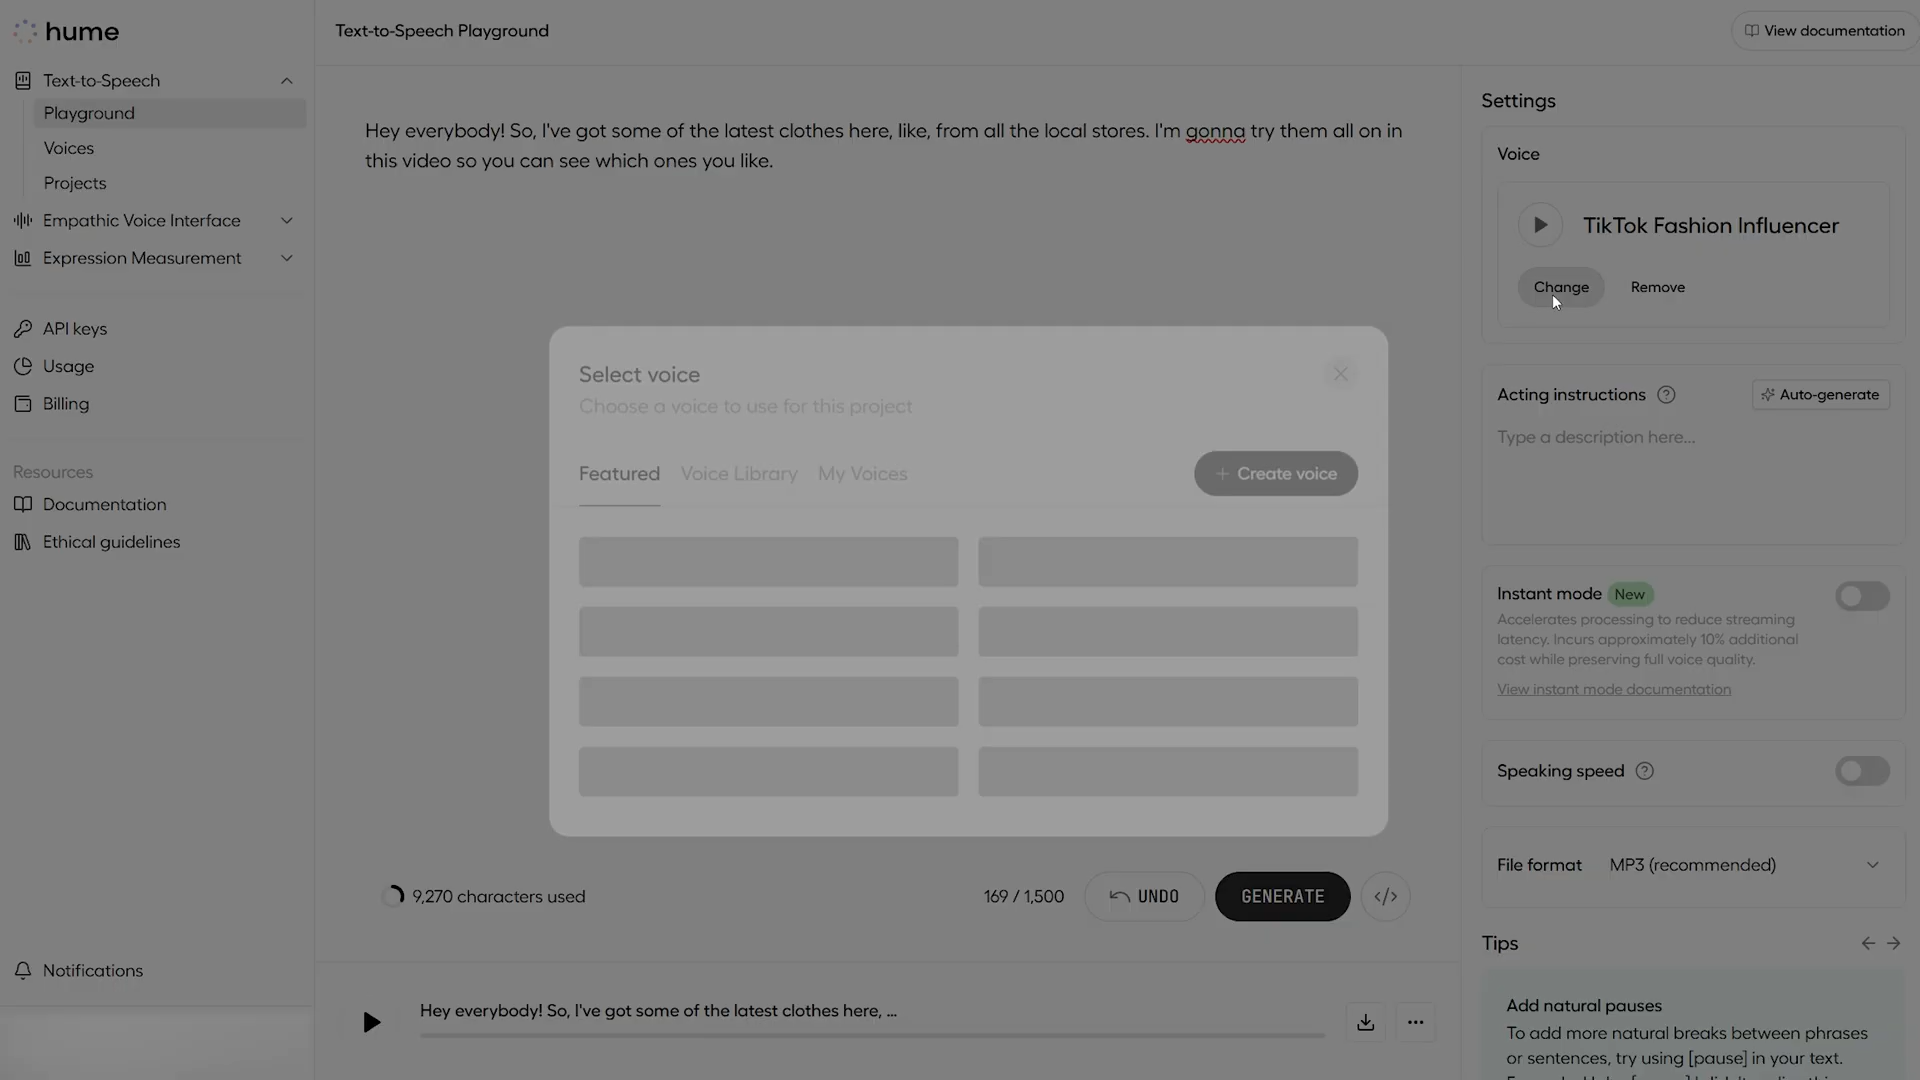 hume
Text-to-Speech
Playground
Voices
Projects
Empathic Voice Interface
Expression Measurement
API keys
Usage
Billing
Resources
Documentation
Ethical guidelines
Notifications
Text-to-Speech Playground
View documentation
Hey everybody! So, I've got some of the latest clothes here, like, from all the local stores. I'm gonna try them all on in
this video so you can see which ones you like.
Select voice
Choose a voice to use for this project
Featured
Voice Library
My Voices
+ Create voice
9,270 characters used
169 / 1,500
UNDO
GENERATE
</>
Hey everybody! So, I've got some of the latest clothes here, ...
Settings
Voice
TikTok Fashion Influencer
Change
Remove
Acting instructions
Auto-generate
Type a description here...
Instant mode New
Accelerates processing to reduce streaming
latency. Incurs approximately 10% additional
cost while preserving full voice quality.
View instant mode documentation
Speaking speed
File format
MP3 (recommended)
Tips
Add natural pauses
To add more natural breaks between phrases
or sentences, try using [pause] in your text.